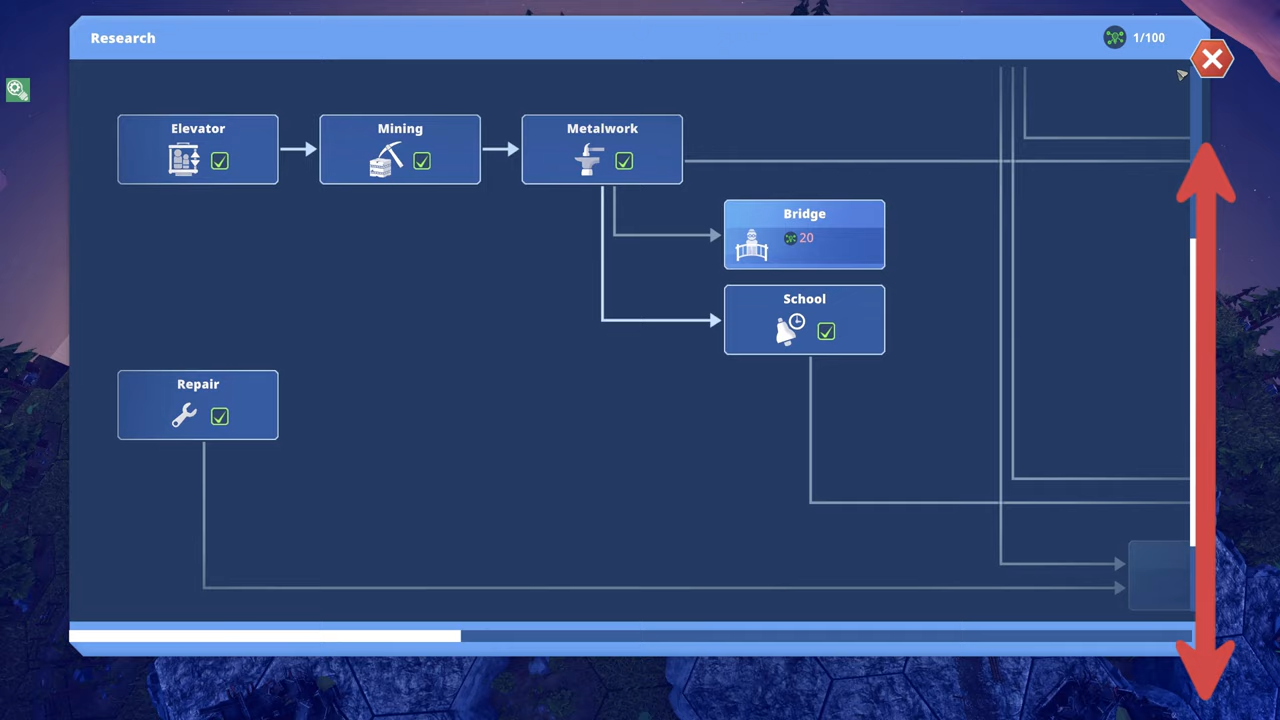 Research
1/100
Elevator
Mining
Metalwork
Bridge
20
School
Repair